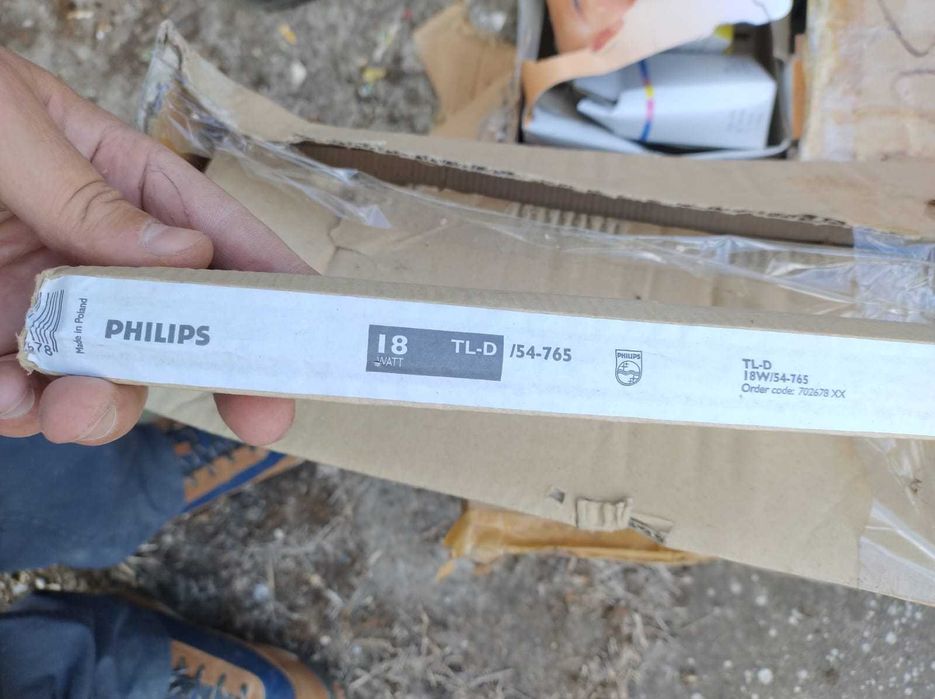 Made in Poland
PHILIPS
18
WATT
TL-D /54-765
PHILIPS
TL-D
18W/54-765
Order code: 702678 XX